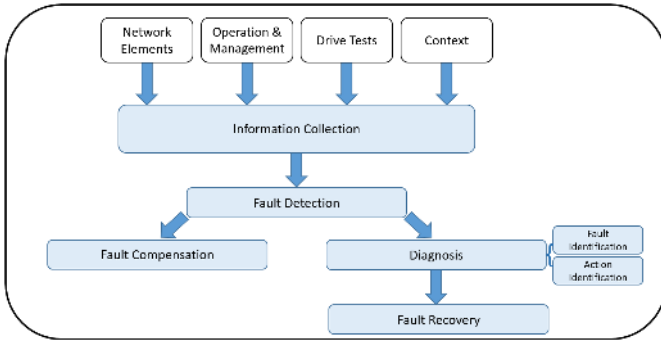 Network
Elements
Operation &
Management
Drive Tests
Context
Information Collection
Fault Detection
Fault Compensation
Diagnosis
Fault
Identification
Action
Identification
Fault Recovery